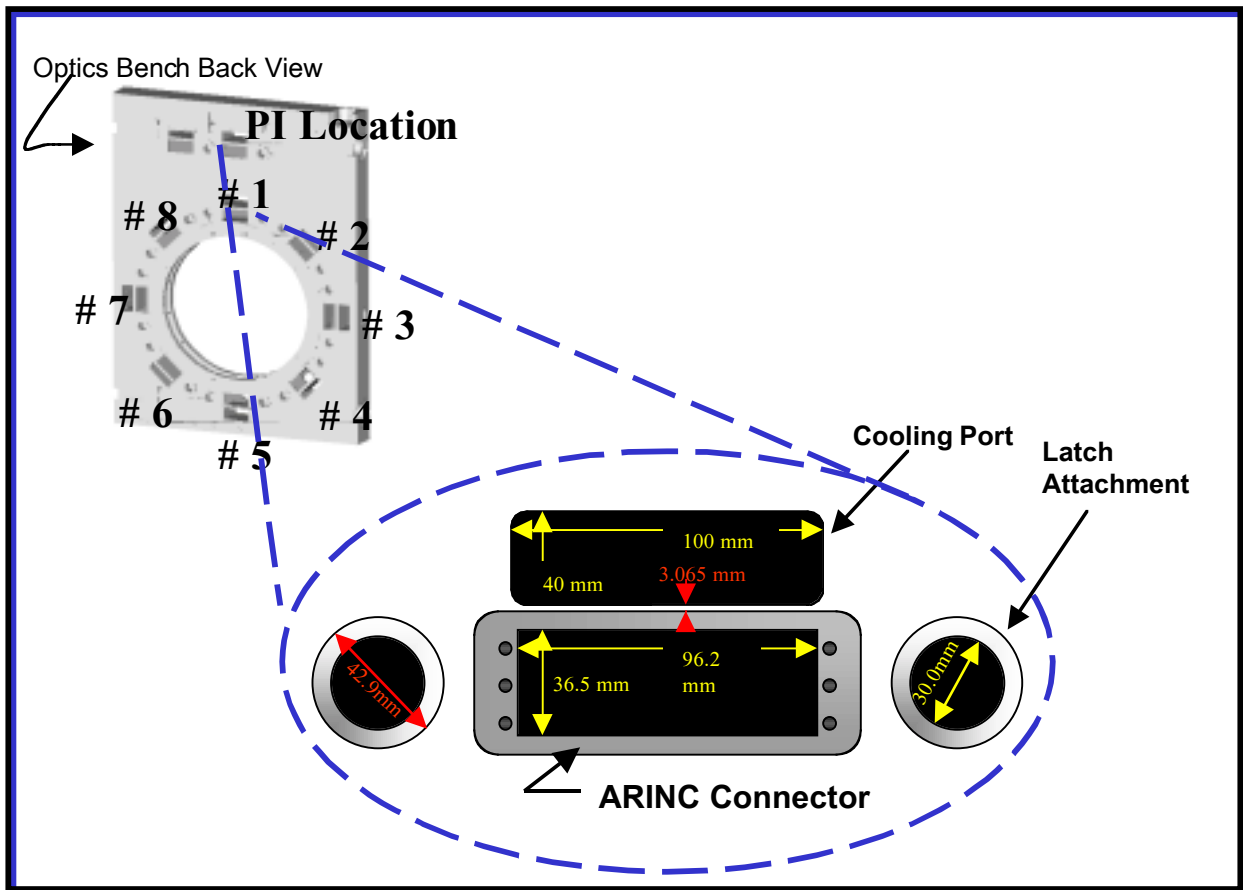 Optics Bench Back View
PI Location
# 1
# 8
# 2
# 7
# 3
# 6
# 4
# 5
Cooling Port
Latch
Attachment
100 mm
40 mm
3.065 mm
96.2
mm
36.5 mm
42.9mm
30.0mm
ARINC Connector